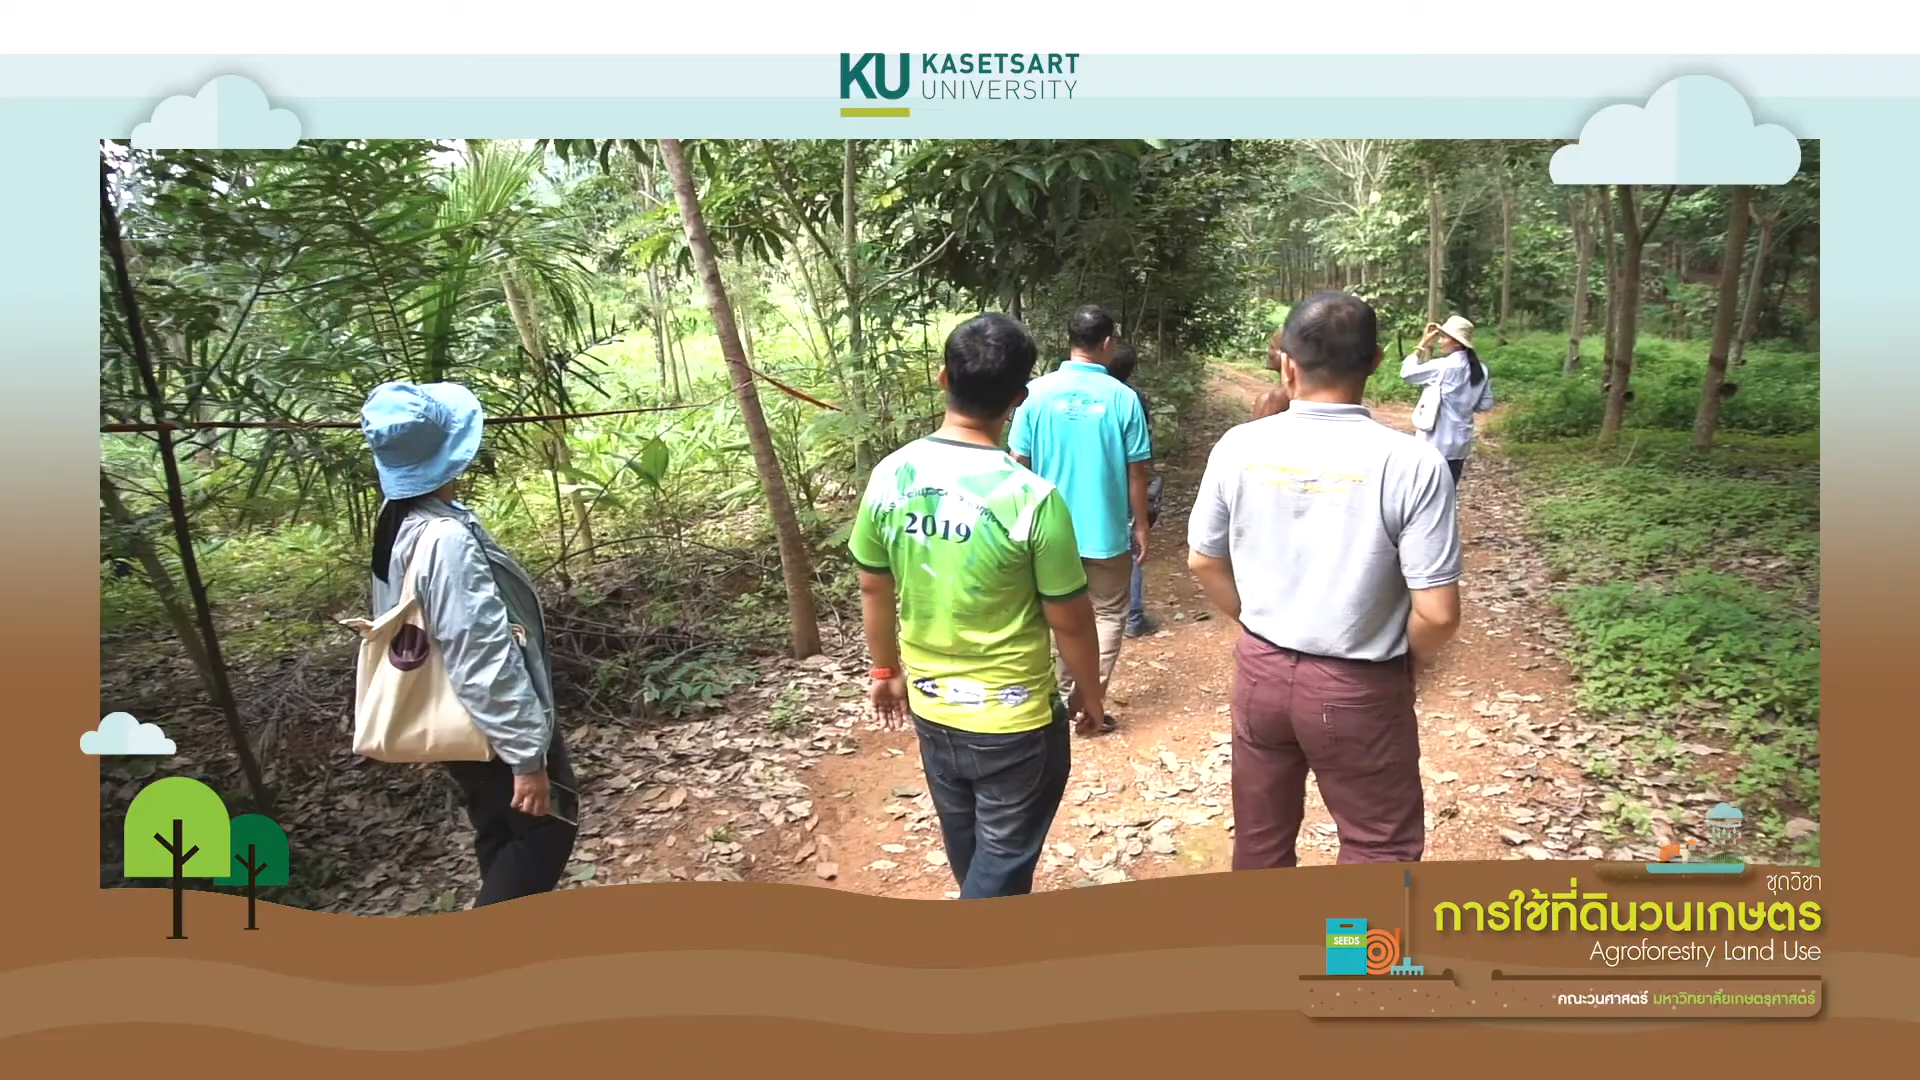 KU KASETSART
UNIVERSITY
2019
ชุดวิชา
การใช้ที่ดินวนเกษตร
Agroforestry Land Use
SEEDS
คณะวนศาสตร์ มหาวิทยาลัยเกษตรศาสตร์